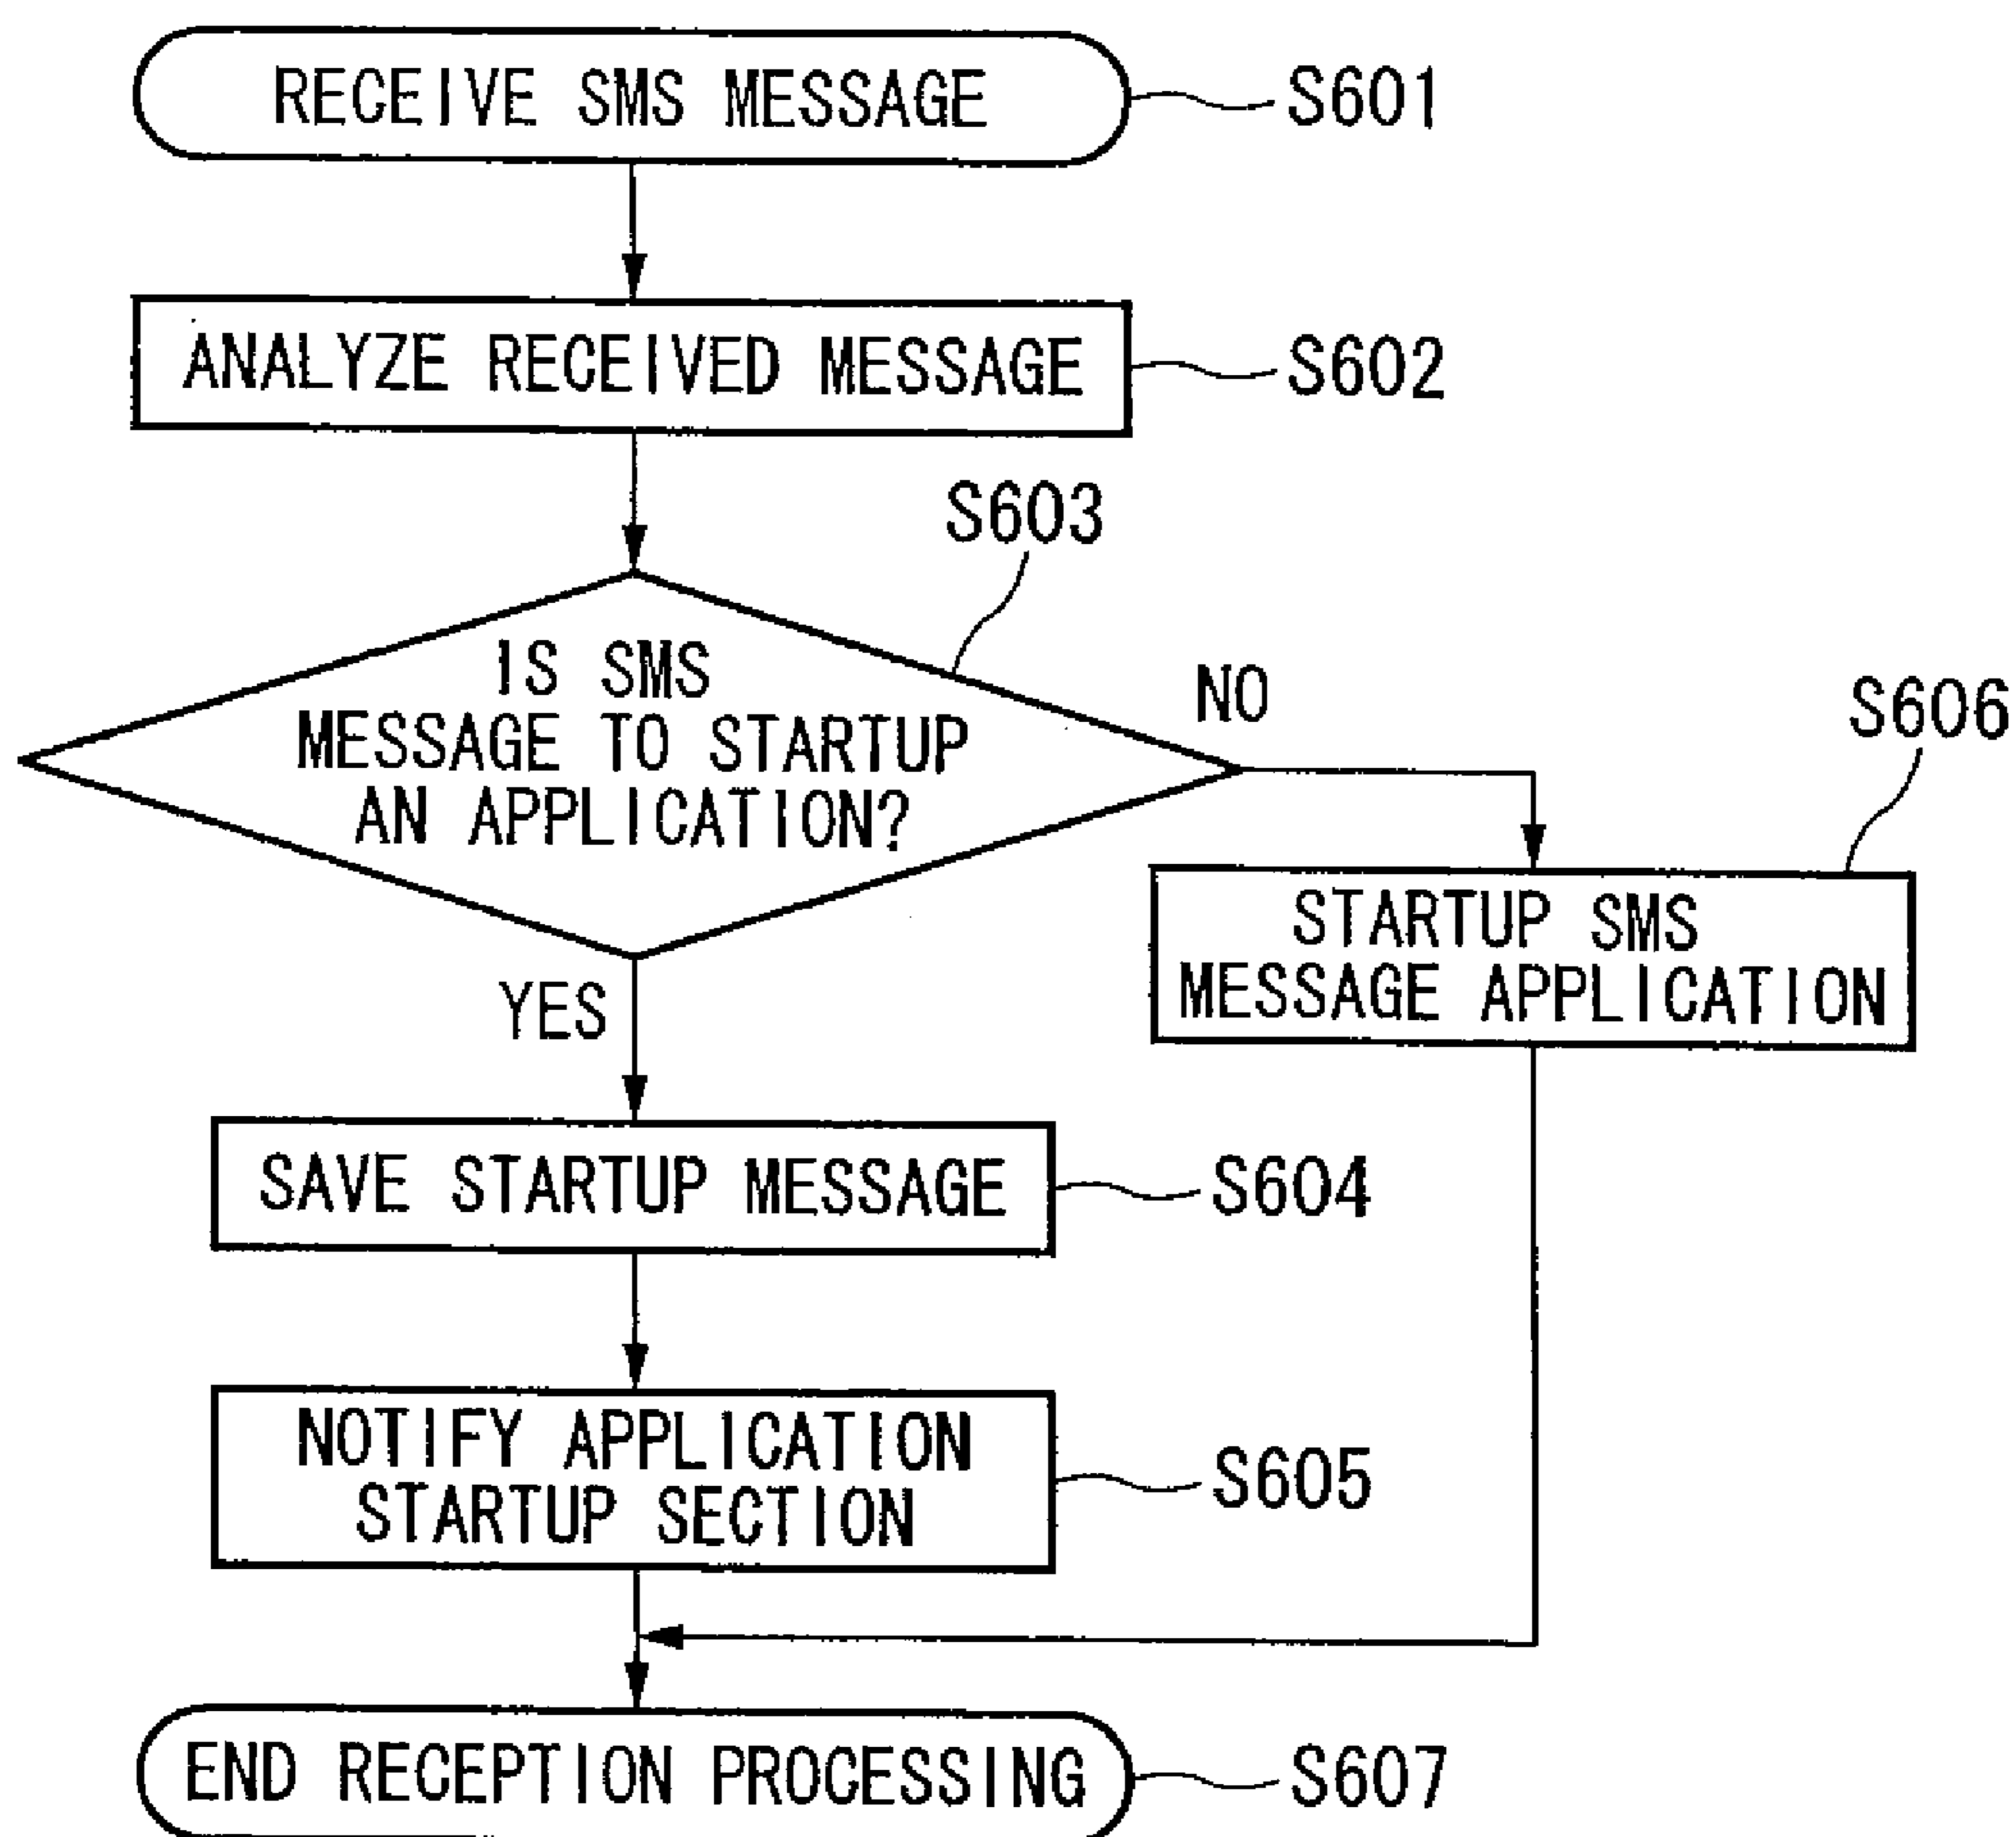 RECEIVE SMS MESSAGE
S601
ANALYZE RECEIVED MESSAGE
S602
S603
IS SMS
MESSAGE TO STARTUP
AN APPLICATION?
NO
S606
STARTUP SMS
MESSAGE APPLICATION
YES
SAVE STARTUP MESSAGE
S604
NOTIFY APPLICATION
STARTUP SECTION
S605
END RECEPTION PROCESSING
S607